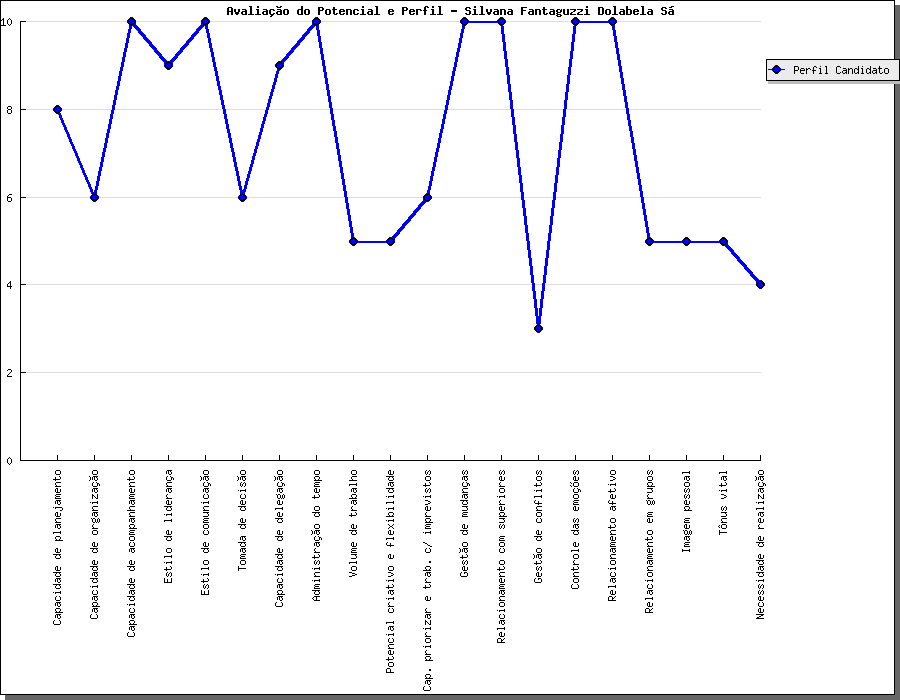 Avaliação do Potencial e Perfil - Silvana Fantaguzzi Dolabela Sá
Perfil Candidato
10
8
6
4
2
0
Capacidade de planejamento
Capacidade de organização
Capacidade de acompanhamento
Estilo de liderança
Estilo de comunicação
Tomada de decisão
Capacidade de delegação
Administração do tempo
Volume de trabalho
Potencial criativo e flexibilidade
Cap. priorizar e trab. c/ imprevistos
Gestão de mudanças
Relacionamento com superiores
Gestão de conflitos
Controle das emoções
Relacionamento afetivo
Relacionamento em grupos
Imagem pessoal
Tônus vital
Necessidade de realização